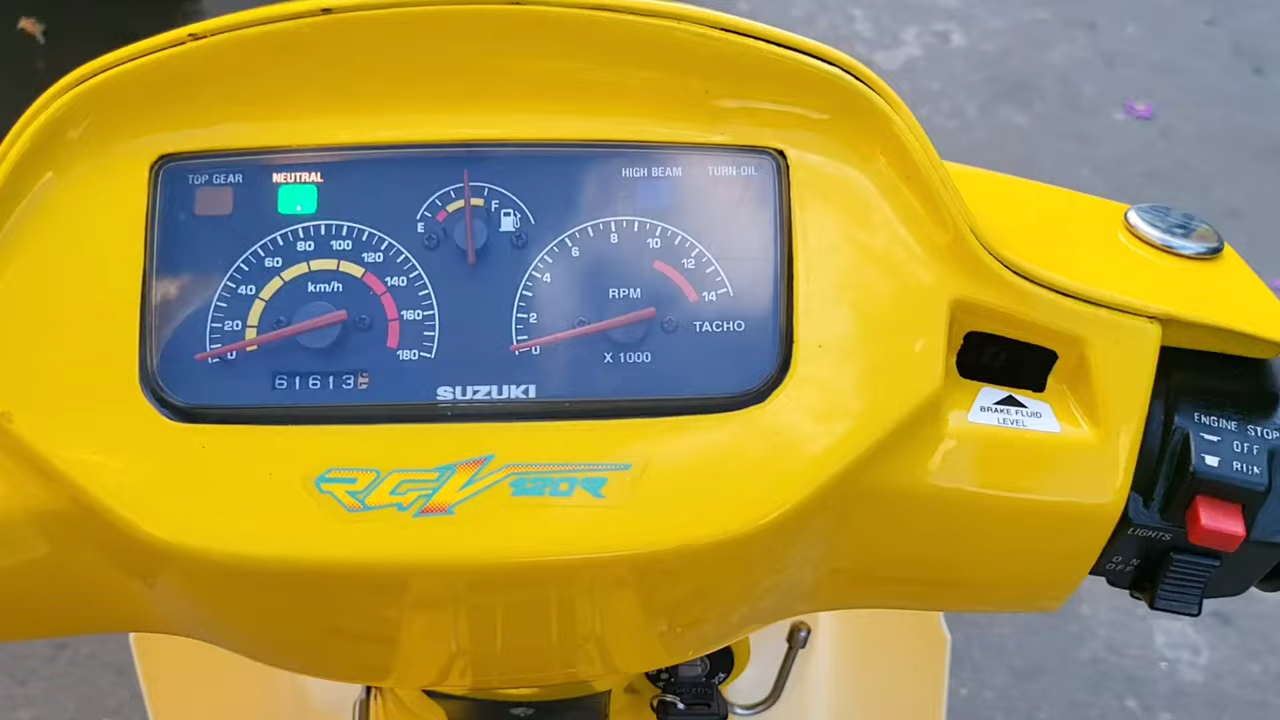 TOP GEAR
NEUTRAL
HIGH BEAM
TURN-OIL
E
F
0
20
40
60
80
100
120
140
160
180
km/h
61613
0
2
4
6
8
10
12
14
RPM
X 1000
TACHO
SUZUKI
RGV 120R
BRAKE FLUID
LEVEL
ENGINE STOP
OFF
RUN
LIGHTS
ON
OFF